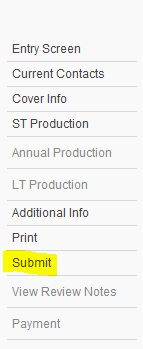 Entry Screen
Current Contacts
Cover Info
ST Production
Annual Production
LT Production
Additional Info
Print
Submit
View Review Notes
Payment